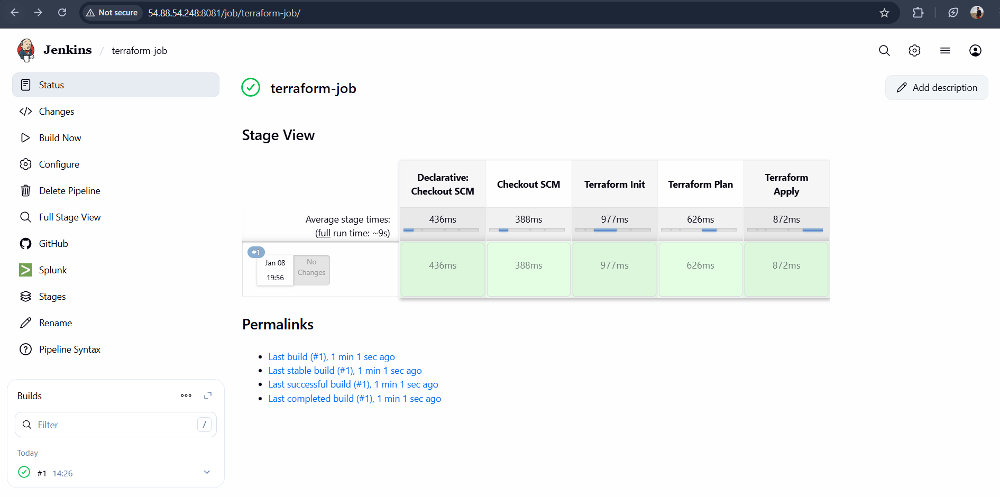 Not secure 54.88.54.248:8081/job/terraform-job/
Jenkins / terraform-job
Status
Changes
Build Now
Configure
Delete Pipeline
Full Stage View
GitHub
Splunk
Stages
Rename
Pipeline Syntax
Builds
Filter /
Today
#1 14:26
terraform-job
Add description
Stage View
Declarative:
Checkout SCM
Checkout SCM
Terraform Init
Terraform Plan
Terraform
Apply
Average stage times:
(full run time: ~9s)
436ms 388ms 977ms 626ms 872ms
#1
Jan 08
19:56
No
Changes
436ms 388ms 977ms 626ms 872ms
Permalinks
Last build (#1), 1 min 1 sec ago
Last stable build (#1), 1 min 1 sec ago
Last successful build (#1), 1 min 1 sec ago
Last completed build (#1), 1 min 1 sec ago